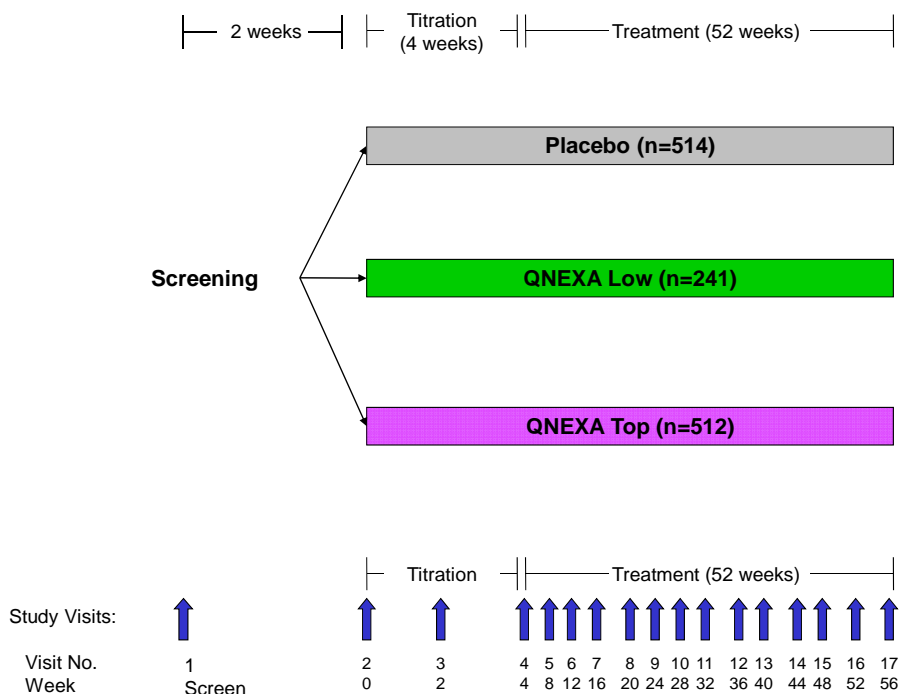 2 weeks
Titration
(4 weeks)
Treatment (52 weeks)
Placebo (n=514)
Screening
QNEXA Low (n=241)
QNEXA Top (n=512)
Titration
Treatment (52 weeks)
Study Visits:
Visit No. 1 2 3 4 5 6 7 8 9 10 11 12 13 14 15 16 17
Week Screen 0 2 4 8 12 16 20 24 28 32 36 40 44 48 52 56